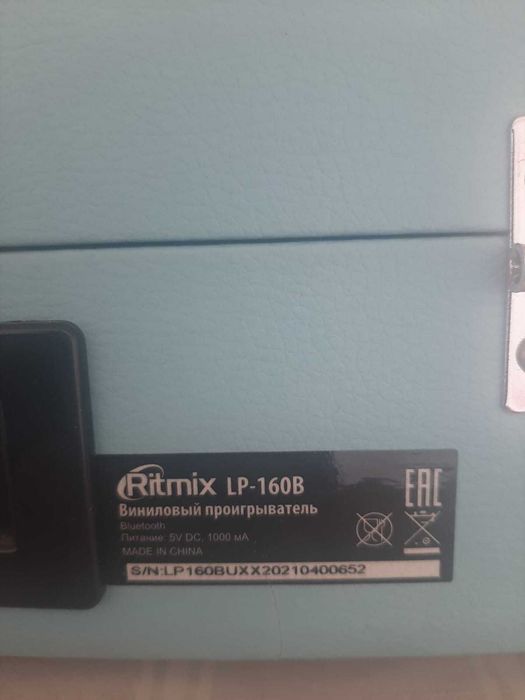 Ritmix LP-160B
EAC
Виниловый проигрыватель
Bluetooth
Питание: 5V DC, 1000 мА
MADE IN CHINA
S/N:LP160BUXX20210400652